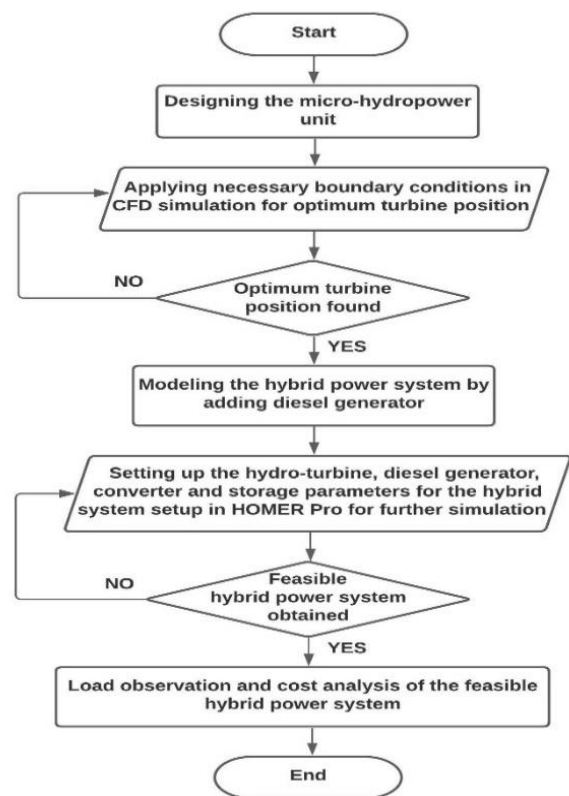 Start
Designing the micro-hydropower
unit
Applying necessary boundary conditions in
CFD simulation for optimum turbine position
NO
Optimum turbine
position found
YES
Modeling the hybrid power system by
adding diesel generator
Setting up the hydro-turbine, diesel generator,
converter and storage parameters for the hybrid
system setup in HOMER Pro for further simulation
NO
Feasible
hybrid power system
obtained
YES
Load observation and cost analysis of the feasible
hybrid power system
End